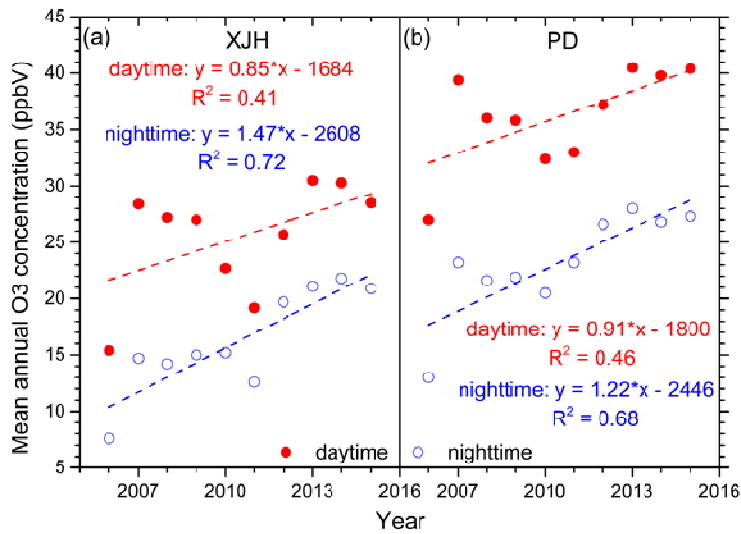 Mean annual O3 concentration (ppbV)
45
40
35
30
25
20
15
10
5
(a)
XJH
daytime: y = 0.85*x - 1684
R² = 0.41
nighttime: y = 1.47*x - 2608
R² = 0.72
(b)
PD
daytime: y = 0.91*x - 1800
R² = 0.46
nighttime: y = 1.22*x - 2446
R² = 0.68
daytime
nighttime
2007
2010
2013
2016
2007
2010
2013
2016
Year